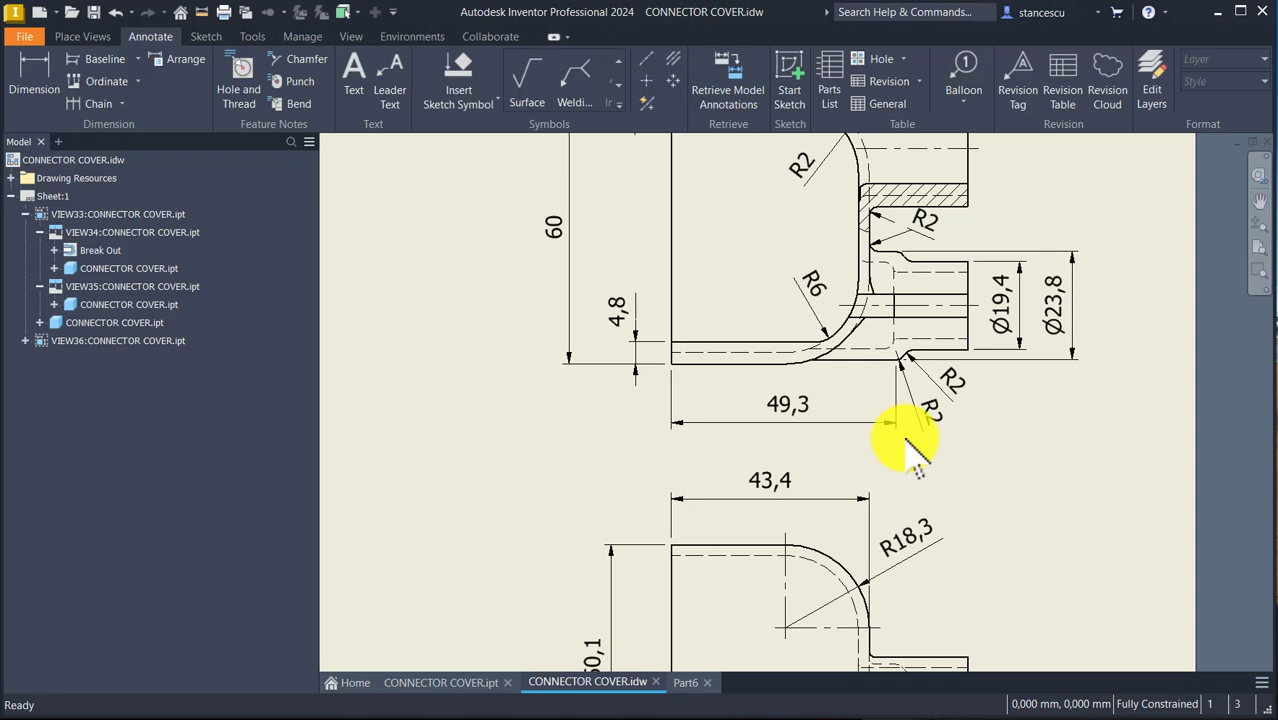 Autodesk Inventor Professional 2024 CONNECTOR COVER.idw
Search Help & Commands...
stancescu
File Place Views Annotate Sketch Tools Manage View Environments Collaborate
Dimension
Baseline
Ordinate
Chain
Arrange
Dimension
Hole and Thread
Chamfer
Punch
Bend
Feature Notes
Text
Leader Text
Text
Insert Sketch Symbol
Surface
Weldi...
Symbols
Retrieve Model Annotations
Retrieve
Start Sketch
Sketch
Parts List
Hole
Revision
General
Table
Balloon
Revision Tag
Revision Table
Revision Cloud
Revision
Edit Layers
Layer
Style
Format
Model
CONNECTOR COVER.idw
Drawing Resources
Sheet:1
VIEW33:CONNECTOR COVER.ipt
VIEW34:CONNECTOR COVER.ipt
Break Out
CONNECTOR COVER.ipt
VIEW35:CONNECTOR COVER.ipt
CONNECTOR COVER.ipt
CONNECTOR COVER.ipt
VIEW36:CONNECTOR COVER.ipt
R2
R2
60
R6
4,8
Ø19,4
Ø23,8
R2
R2
49,3
43,4
R18,3
Home CONNECTOR COVER.ipt CONNECTOR COVER.idw Part6
Ready
0,000 mm, 0,000 mm Fully Constrained 1 3